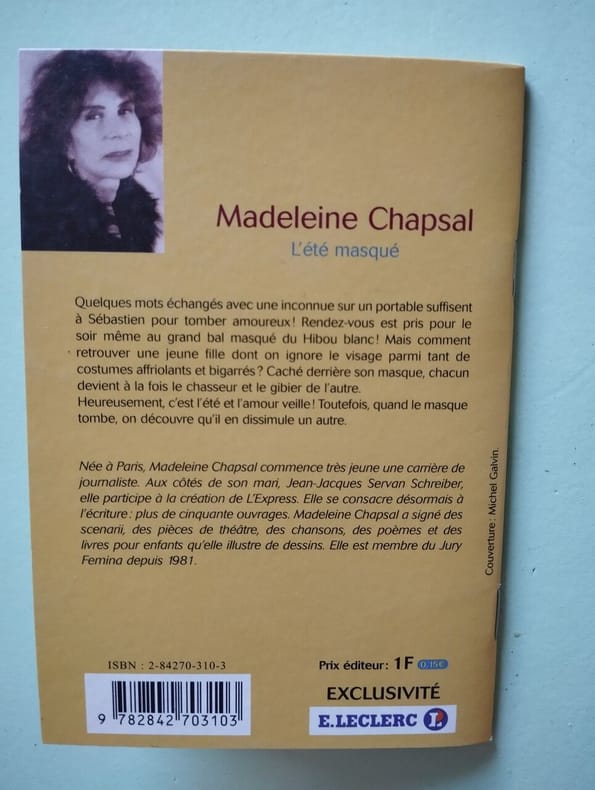 Madeleine Chapsal
L'été masqué
Quelques mots échangés avec une inconnue sur un portable suffisent
à Sébastien pour tomber amoureux! Rendez-vous est pris pour le
soir même au grand bal masqué du Hibou blanc! Mais comment
retrouver une jeune fille dont on ignore le visage parmi tant de
costumes affriolants et bigarrés? Caché derrière son masque, chacun
devient à la fois le chasseur et le gibier de l'autre.
Heureusement, c'est l'été et l'amour veille! Toutefois, quand le masque
tombe, on découvre qu'il en dissimule un autre.
Née à Paris, Madeleine Chapsal commence très jeune une carrière de
journaliste. Aux côtés de son mari, Jean-Jacques Servan Schreiber,
elle participe à la création de L'Express. Elle se consacre désormais à
l'écriture: plus de cinquante ouvrages. Madeleine Chapsal a signé des
scenarii, des pièces de théâtre, des chansons, des poèmes et des
livres pour enfants qu'elle illustre de dessins. Elle est membre du Jury
Femina depuis 1981.
Couverture: Michel Galvin.
ISBN : 2-84270-310-3
9 782842 703103
Prix éditeur: 1F 0,15€
EXCLUSIVITÉ
E.LECLERC L